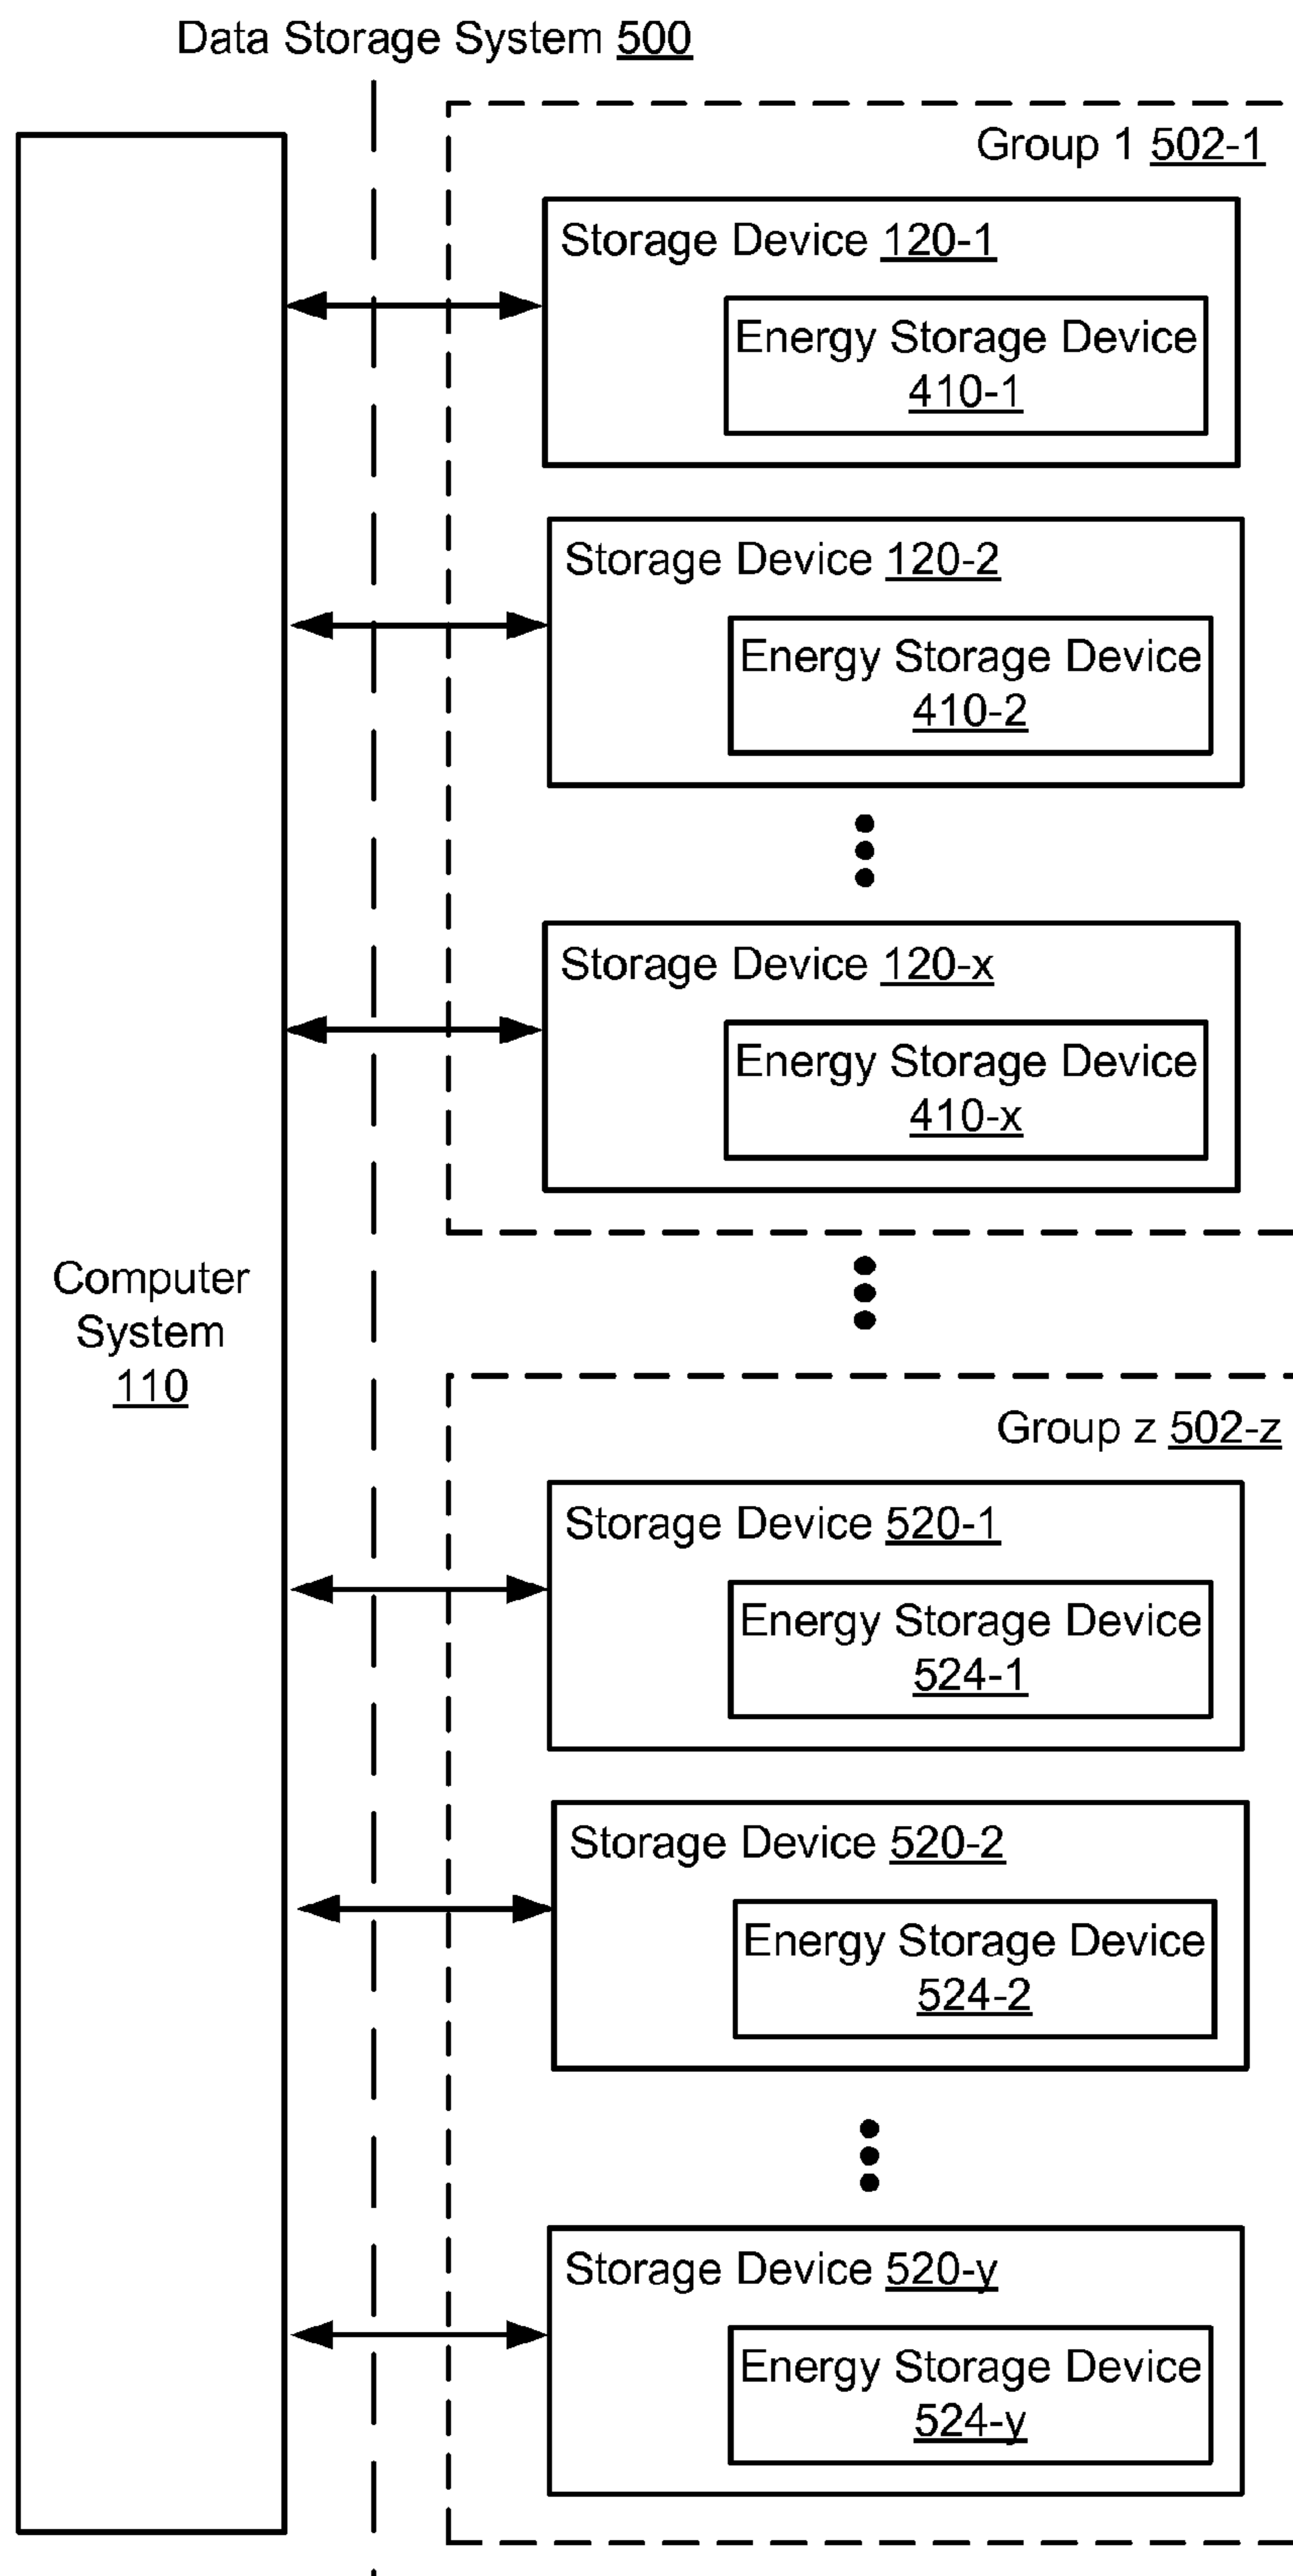 Data Storage System 500
Group 1 502-1
Storage Device 120-1
Energy Storage Device
410-1
Storage Device 120-2
Energy Storage Device
410-2
Storage Device 120-x
Energy Storage Device
410-x
Computer
System
110
Group z 502-z
Storage Device 520-1
Energy Storage Device
524-1
Storage Device 520-2
Energy Storage Device
524-2
Storage Device 520-y
Energy Storage Device
524-y